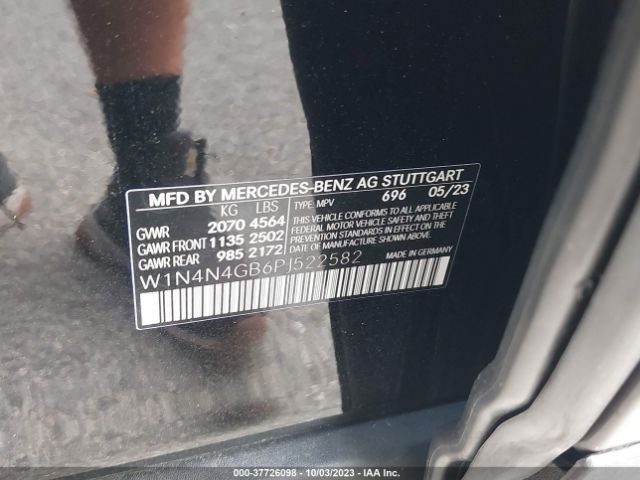 MFD BY MERCEDES-BENZ AG STUTTGART
KG LBS TYPE: MPV 696 05/23
GVWR 2070 4564
GAWR FRONT 1135 2502
GAWR REAR 985 2172
THIS VEHICLE CONFORMS TO ALL APPLICABLE
FEDERAL MOTOR VEHICLE SAFETY, BUMPER, AND THEFT
PREVENTION STANDARDS IN EFFECT ON THE
DATE OF MANUFACTURE SHOWN ABOVE.
W1N4N4GB6PJ522582
MADE IN GERMANY
000-37726098 - 10/03/2023 - IAA Inc.